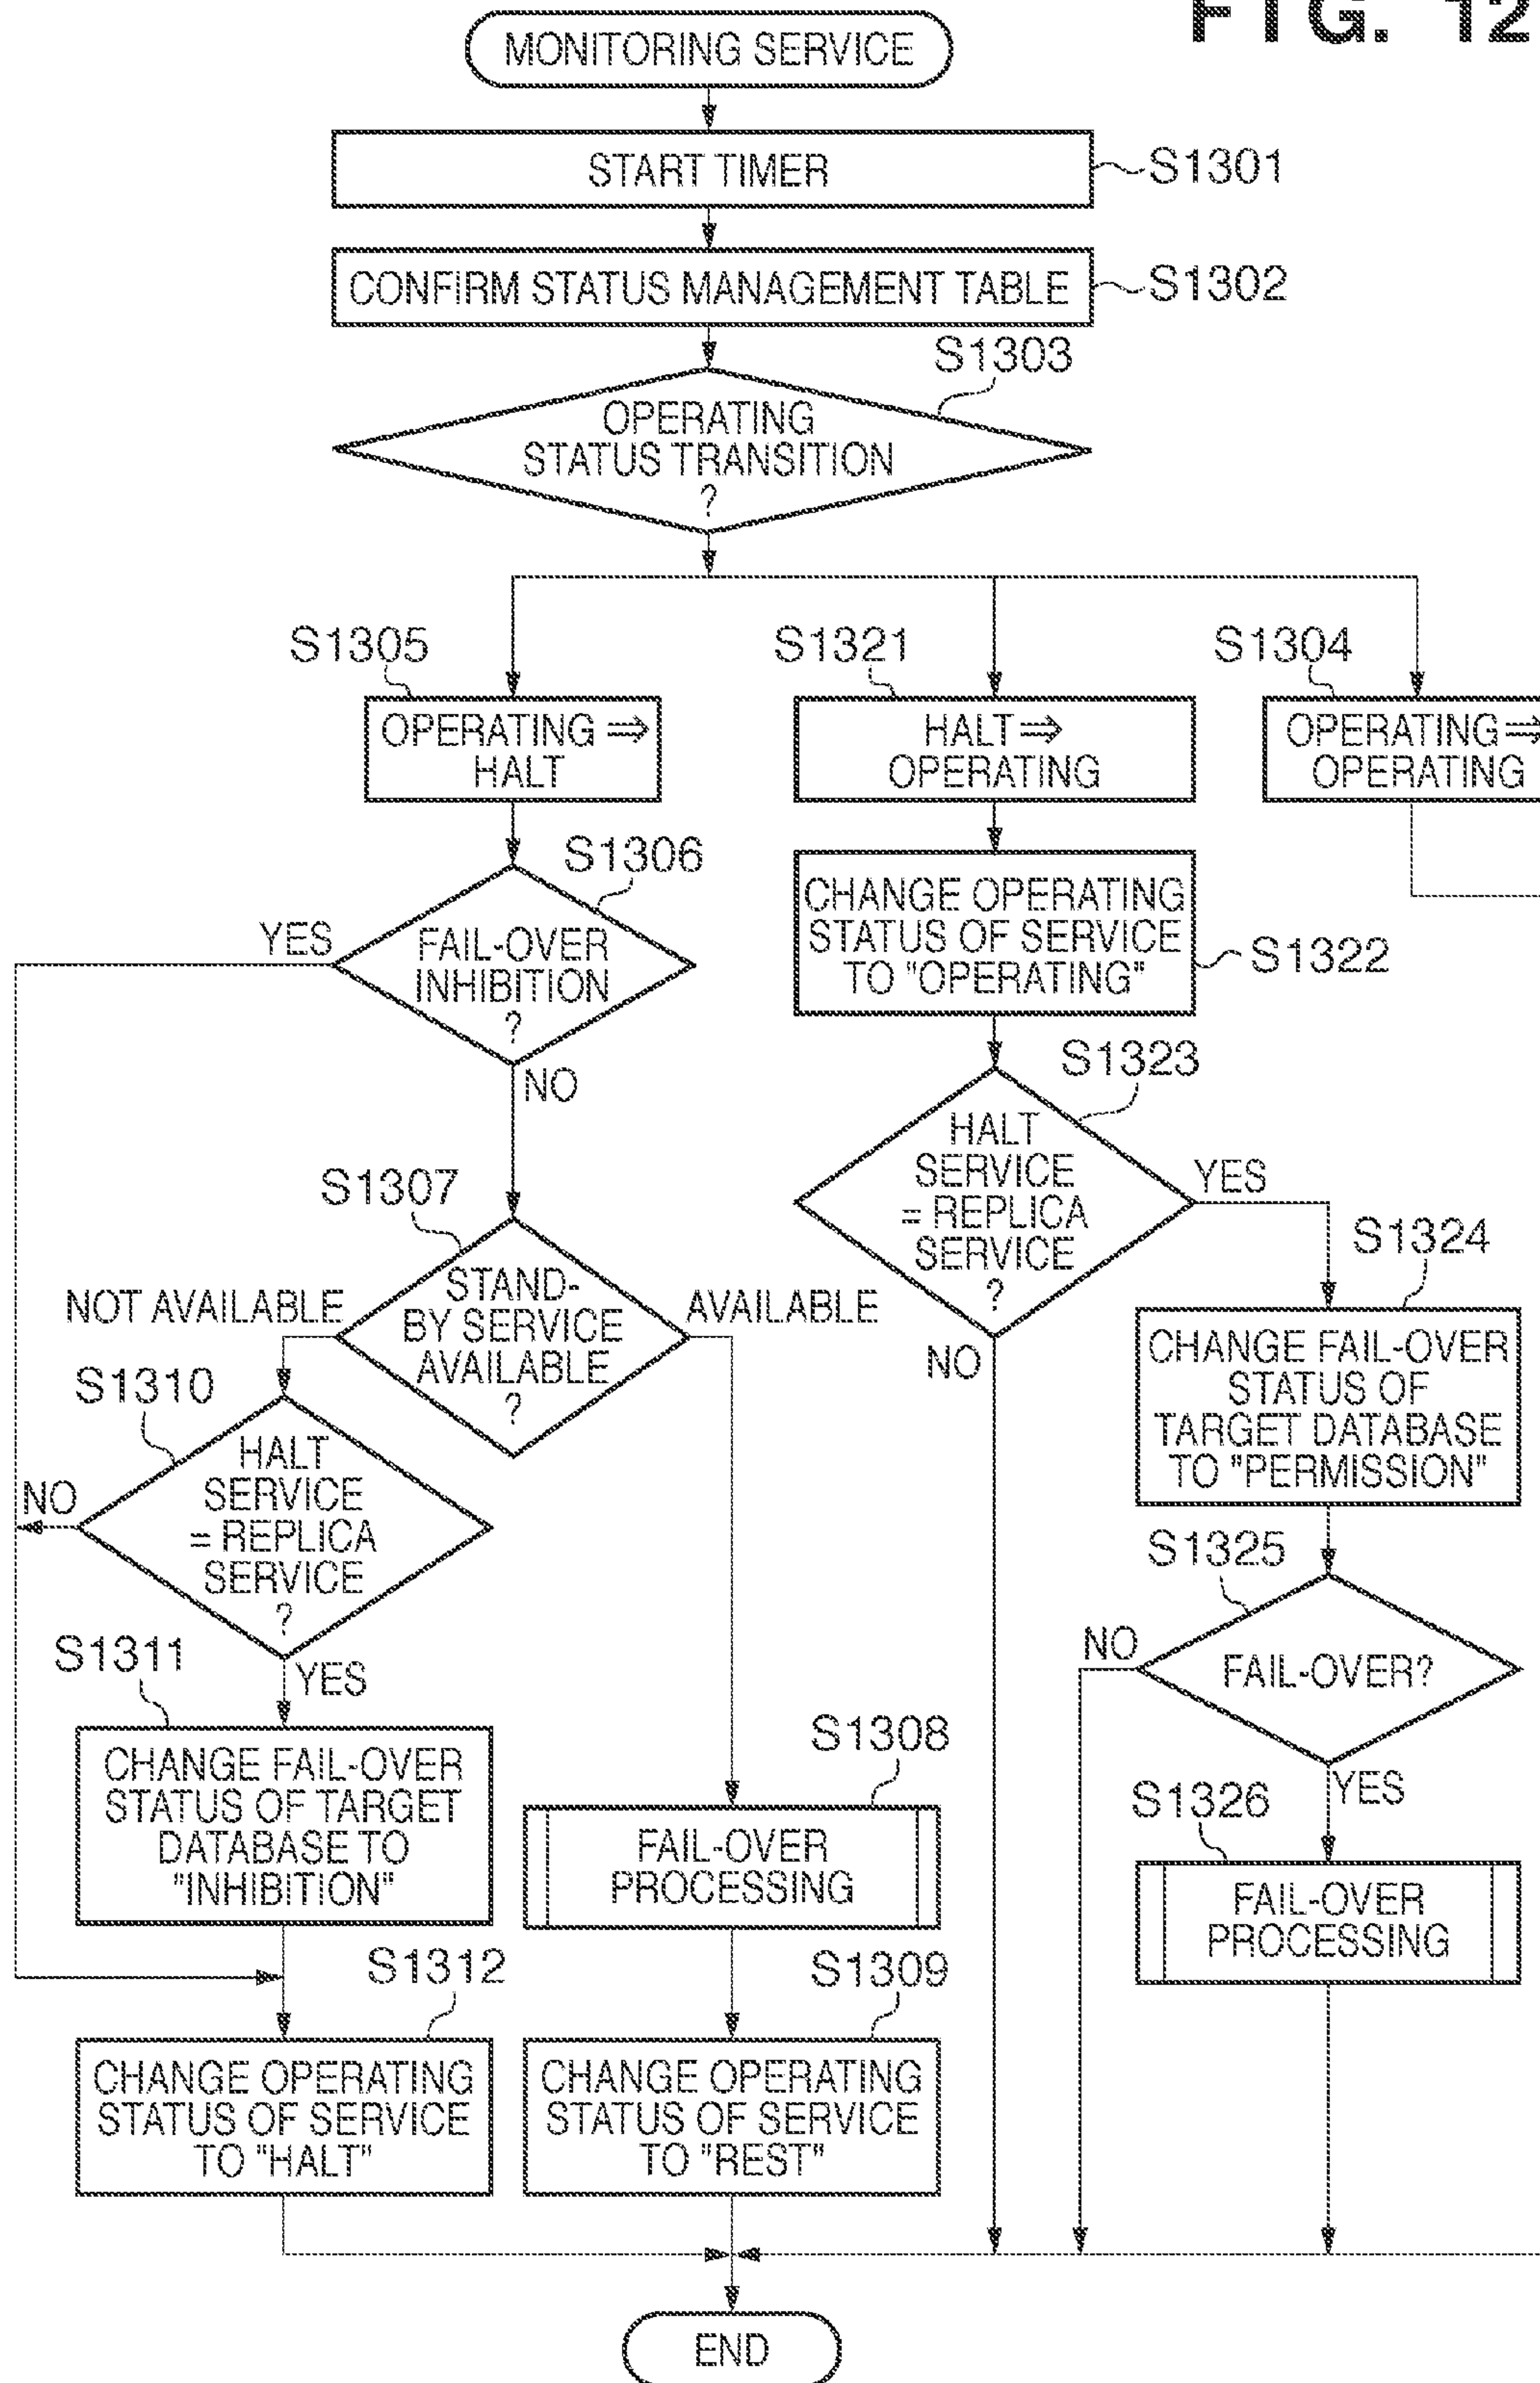 FIG. 12
MONITORING SERVICE
START TIMER
S1301
CONFIRM STATUS MANAGEMENT TABLE
S1302
S1303
OPERATING
STATUS TRANSITION
?
S1305
OPERATING ⇒
HALT
S1321
HALT ⇒
OPERATING
S1304
OPERATING ⇒
OPERATING
S1306
YES
FAIL-OVER
INHIBITION
?
NO
CHANGE OPERATING
STATUS OF SERVICE
TO "OPERATING"
S1322
S1323
HALT
SERVICE
= REPLICA
SERVICE
?
YES
NO
S1307
NOT AVAILABLE
STAND-
BY SERVICE
AVAILABLE
?
AVAILABLE
S1324
CHANGE FAIL-OVER
STATUS OF
TARGET DATABASE
TO "PERMISSION"
S1310
HALT
SERVICE
= REPLICA
SERVICE
?
NO
YES
S1325
NO
FAIL-OVER?
YES
S1311
CHANGE FAIL-OVER
STATUS OF TARGET
DATABASE TO
"INHIBITION"
S1308
FAIL-OVER
PROCESSING
S1326
FAIL-OVER
PROCESSING
S1312
CHANGE OPERATING
STATUS OF SERVICE
TO "HALT"
S1309
CHANGE OPERATING
STATUS OF SERVICE
TO "REST"
END